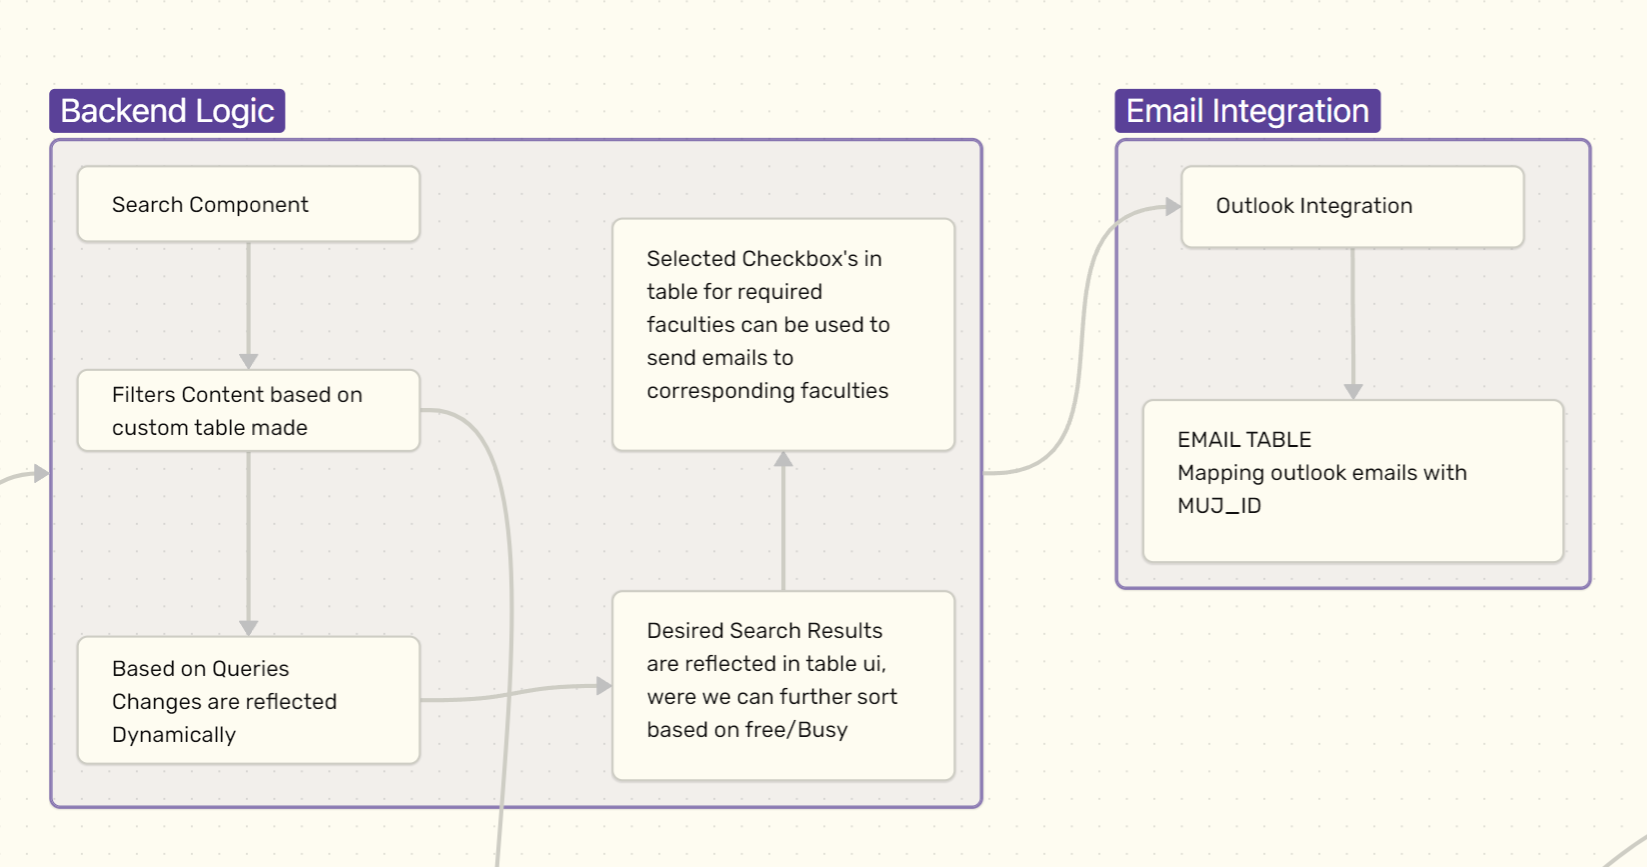 Backend Logic
Search Component
Filters Content based on
custom table made
Based on Queries
Changes are reflected
Dynamically
Desired Search Results
are reflected in table ui,
were we can further sort
based on free/Busy
Selected Checkbox's in
table for required
faculties can be used to
send emails to
corresponding faculties
Email Integration
Outlook Integration
EMAIL TABLE
Mapping outlook emails with
MUJ_ID